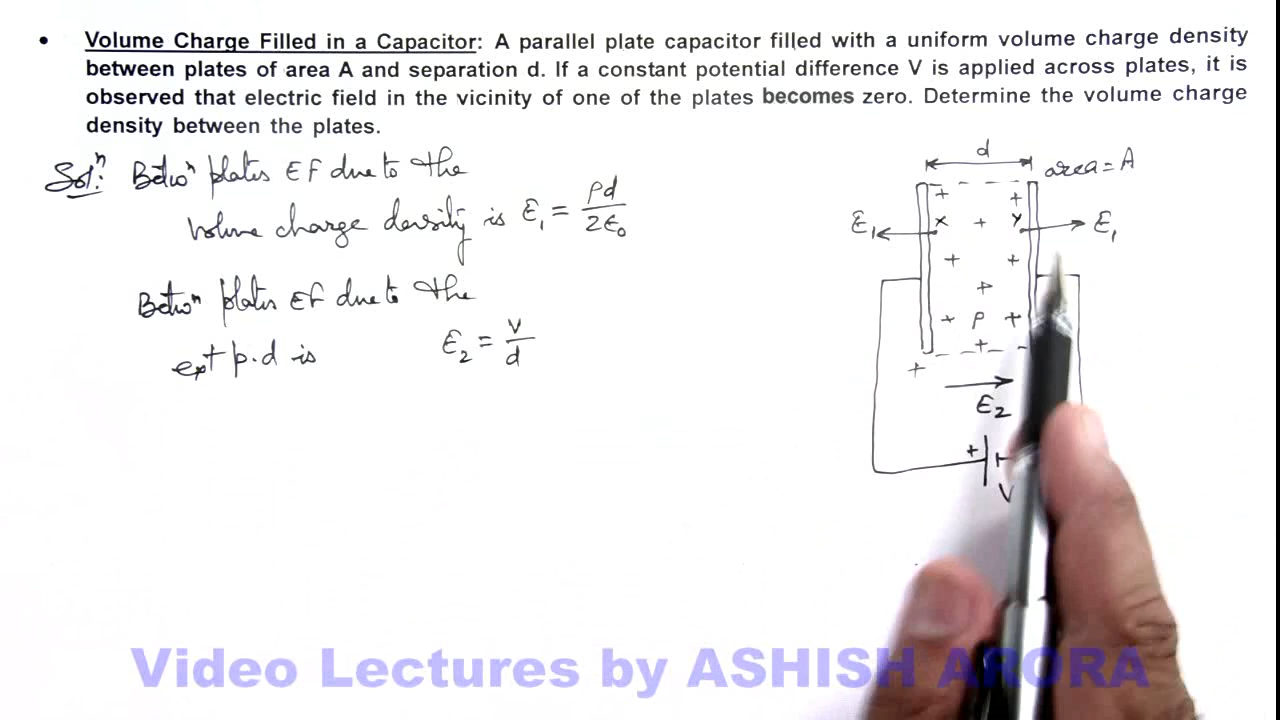 • Volume Charge Filled in a Capacitor: A parallel plate capacitor filled with a uniform volume charge density
between plates of area A and separation d. If a constant potential difference V is applied across plates, it is
observed that electric field in the vicinity of one of the plates becomes zero. Determine the volume charge
density between the plates.
Solⁿ: Betwⁿ plates EF due to the
volume charge density is E₁ = ρd/2ε₀
Betwⁿ plates EF due to the
ext p.d is E₂ = V/d
d
area = A
+ +
E₁ x + y E₁
+ +
+
+ ρ +
+
+
E₂
+
V
Video Lectures by ASHISH ARORA